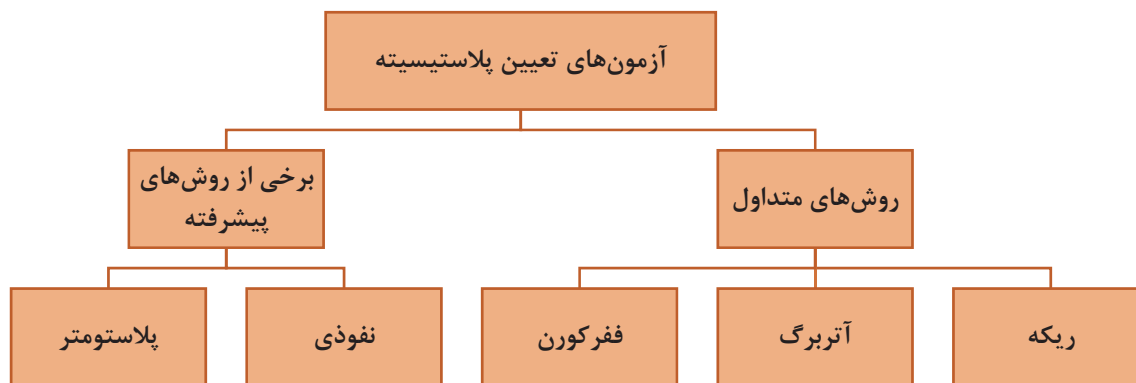 آزمون‌های تعیین پلاستیسیته
روش‌های متداول
برخی از روش‌های
پیشرفته
ریکه
آتربرگ
ففرکورن
نفوذی
پلاستومتر